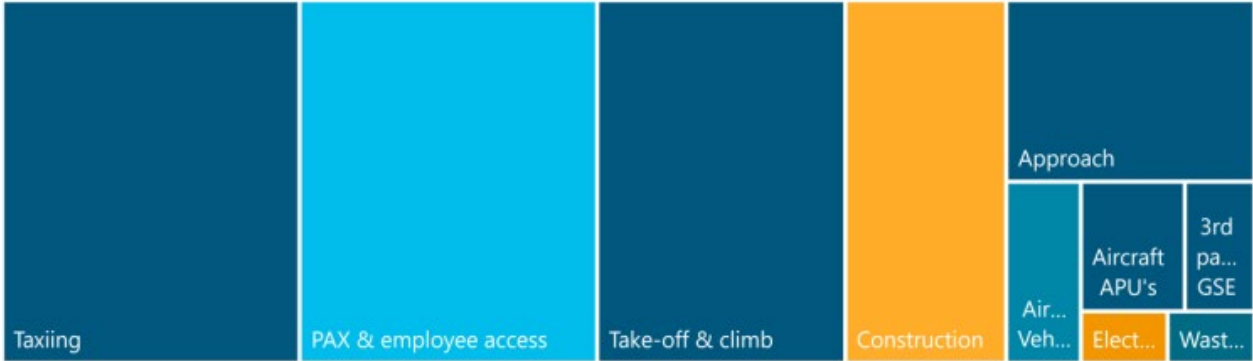 Taxiing
PAX & employee access
Take-off & climb
Construction
Approach
Air...
Veh...
Aircraft
APU's
3rd
pa...
GSE
Elect...
Wast...